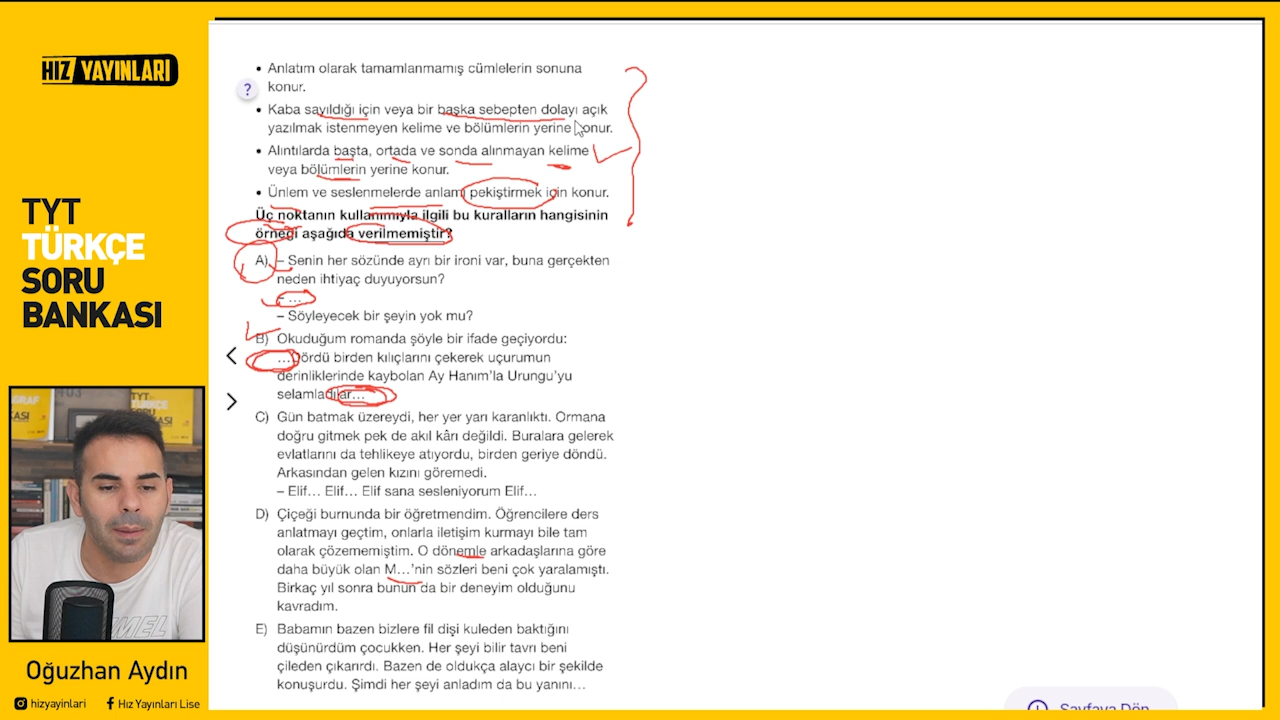 HIZ YAYINLARI
TYT
TÜRKÇE
SORU
BANKASI
Oğuzhan Aydın
hizyayinlari
Hız Yayınları Lise
?
• Anlatım olarak tamamlanmamış cümlelerin sonuna
konur.
• Kaba sayıldığı için veya bir başka sebepten dolayı açık
yazılmak istenmeyen kelime ve bölümlerin yerine konur.
• Alıntılarda başta, ortada ve sonda alınmayan kelime
veya bölümlerin yerine konur.
• Ünlem ve seslenmelerde anlamı pekiştirmek için konur.
Üç noktanın kullanımıyla ilgili bu kuralların hangisinin
örneği aşağıda verilmemiştir?
A) – Senin her sözünde ayrı bir ironi var, buna gerçekten
neden ihtiyaç duyuyorsun?
– …
– Söyleyecek bir şeyin yok mu?
B) Okuduğum romanda şöyle bir ifade geçiyordu:
…Dördü birden kılıçlarını çekerek uçurumun
derinliklerinde kaybolan Ay Hanım’la Urungu’yu
selamladılar…
C) Gün batmak üzereydi, her yer yarı karanlıktı. Ormana
doğru gitmek pek de akıl kârı değildi. Buralara gelerek
evlatlarını da tehlikeye atıyordu, birden geriye döndü.
Arkasından gelen kızını göremedi.
– Elif… Elif… Elif sana sesleniyorum Elif…
D) Çiçeği burnunda bir öğretmendim. Öğrencilere ders
anlatmayı geçtim, onlarla iletişim kurmayı bile tam
olarak çözememiştim. O dönemle arkadaşlarına göre
daha büyük olan M…’nin sözleri beni çok yaralamıştı.
Birkaç yıl sonra bunun da bir deneyim olduğunu
kavradım.
E) Babamın bazen bizlere fil dişi kuleden baktığını
düşünürdüm çocukken. Her şeyi bilir tavrı beni
çileden çıkarırdı. Bazen de oldukça alaycı bir şekilde
konuşurdu. Şimdi her şeyi anladım da bu yanını…
Sayfaya Dön